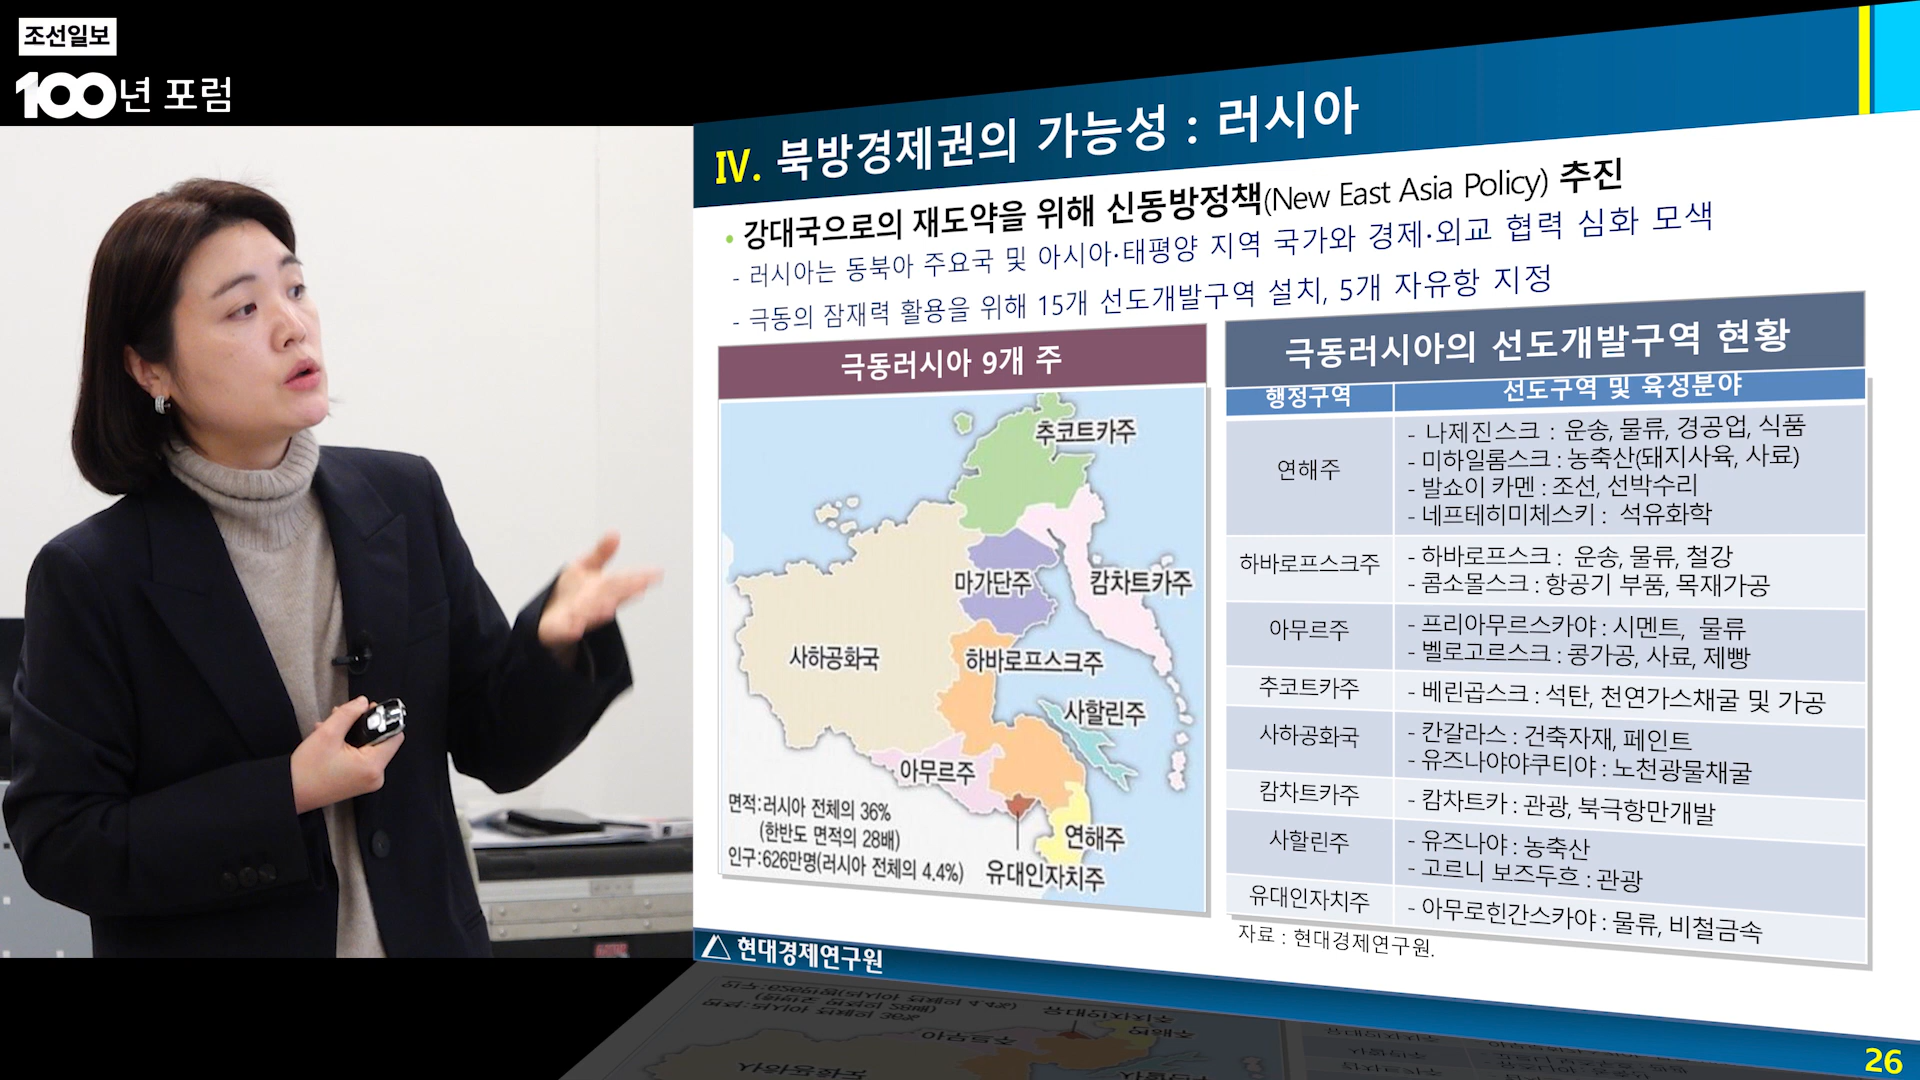 조선일보
100년 포럼
IV. 북방경제권의 가능성 : 러시아
• 강대국으로의 재도약을 위해 신동방정책(New East Asia Policy) 추진
- 러시아는 동북아 주요국 및 아시아·태평양 지역 국가와 경제·외교 협력 심화 모색
- 극동의 잠재력 활용을 위해 15개 선도개발구역 설치, 5개 자유항 지정
극동러시아 9개 주
추코트카주
마가단주
캄차트카주
사하공화국
하바로프스크주
사할린주
아무르주
연해주
유대인자치주
면적:러시아 전체의 36%
(한반도 면적의 28배)
인구:626만명(러시아 전체의 4.4%)
극동러시아의 선도개발구역 현황
행정구역 선도구역 및 육성분야
연해주
- 나제진스크 : 운송, 물류, 경공업, 식품
- 미하일롬스크 : 농축산(돼지사육, 사료)
- 발쇼이 카멘 : 조선, 선박수리
- 네프테히미체스키 : 석유화학
하바로프스크주
- 하바로프스크 : 운송, 물류, 철강
- 콤소몰스크 : 항공기 부품, 목재가공
아무르주
- 프리아무르스카야 : 시멘트, 물류
- 벨로고르스크 : 콩가공, 사료, 제빵
추코트카주
- 베린곱스크 : 석탄, 천연가스채굴 및 가공
사하공화국
- 칸갈라스 : 건축자재, 페인트
- 유즈나야야쿠티야 : 노천광물채굴
캄차트카주
- 캄차트카 : 관광, 북극항만개발
사할린주
- 유즈나야 : 농축산
- 고르니 보즈두흐 : 관광
유대인자치주
- 아무로힌간스카야 : 물류, 비철금속
자료 : 현대경제연구원.
현대경제연구원
26